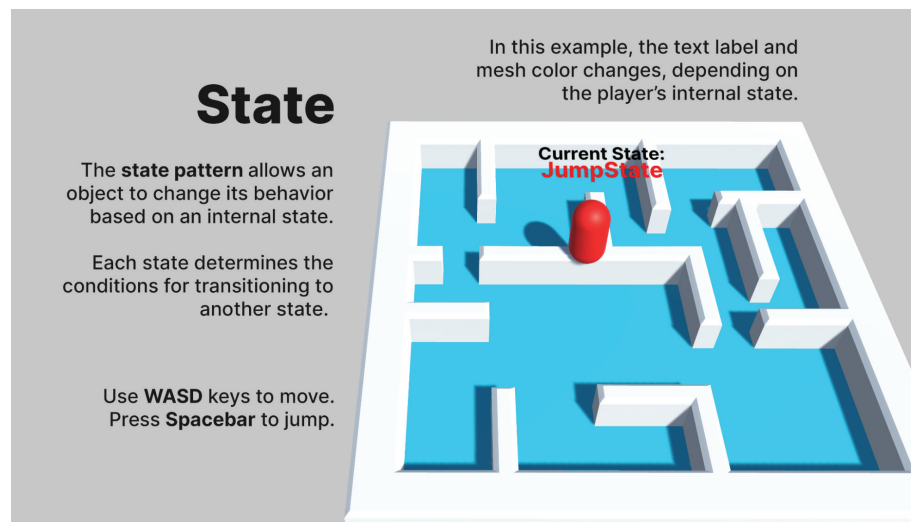 State
The state pattern allows an
object to change its behavior
based on an internal state.
Each state determines the
conditions for transitioning to
another state.
Use WASD keys to move.
Press Spacebar to jump.
In this example, the text label and
mesh color changes, depending on
the player's internal state.
Current State:
JumpState